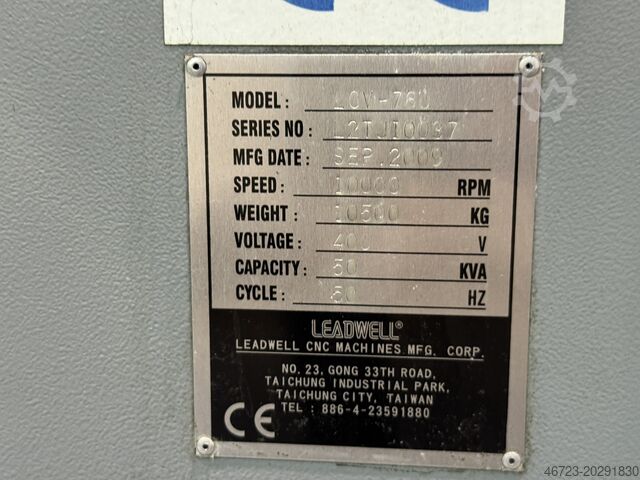 MODEL: LCV-760
SERIES NO: L2TJI0097
MFG DATE: SEP.2009
SPEED: 10000 RPM
WEIGHT: 10500 KG
VOLTAGE: 400 V
CAPACITY: 50 KVA
CYCLE: 50 HZ
LEADWELL®
LEADWELL CNC MACHINES MFG. CORP.
NO. 23, GONG 33TH ROAD,
TAICHUNG INDUSTRIAL PARK,
TAICHUNG CITY, TAIWAN
TEL : 886-4-23591880
CE
46723-20291830